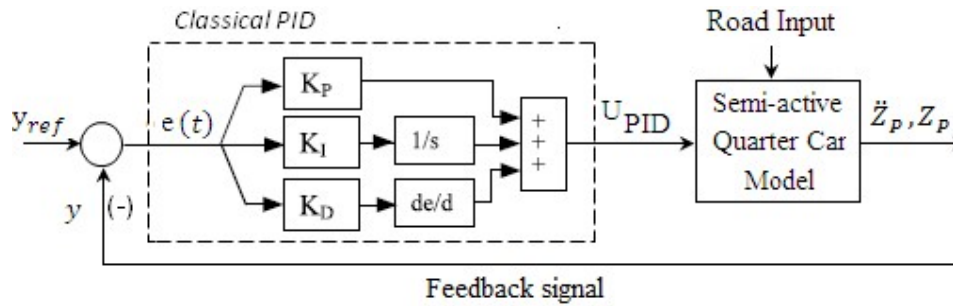 Classical PID
Road Input
y_ref
e(t)
K_P
K_I
1/s
K_D
de/d
+
+
+
U_PID
Semi-active
Quarter Car
Model
Z̈_P, Z_P
y
(-)
Feedback signal